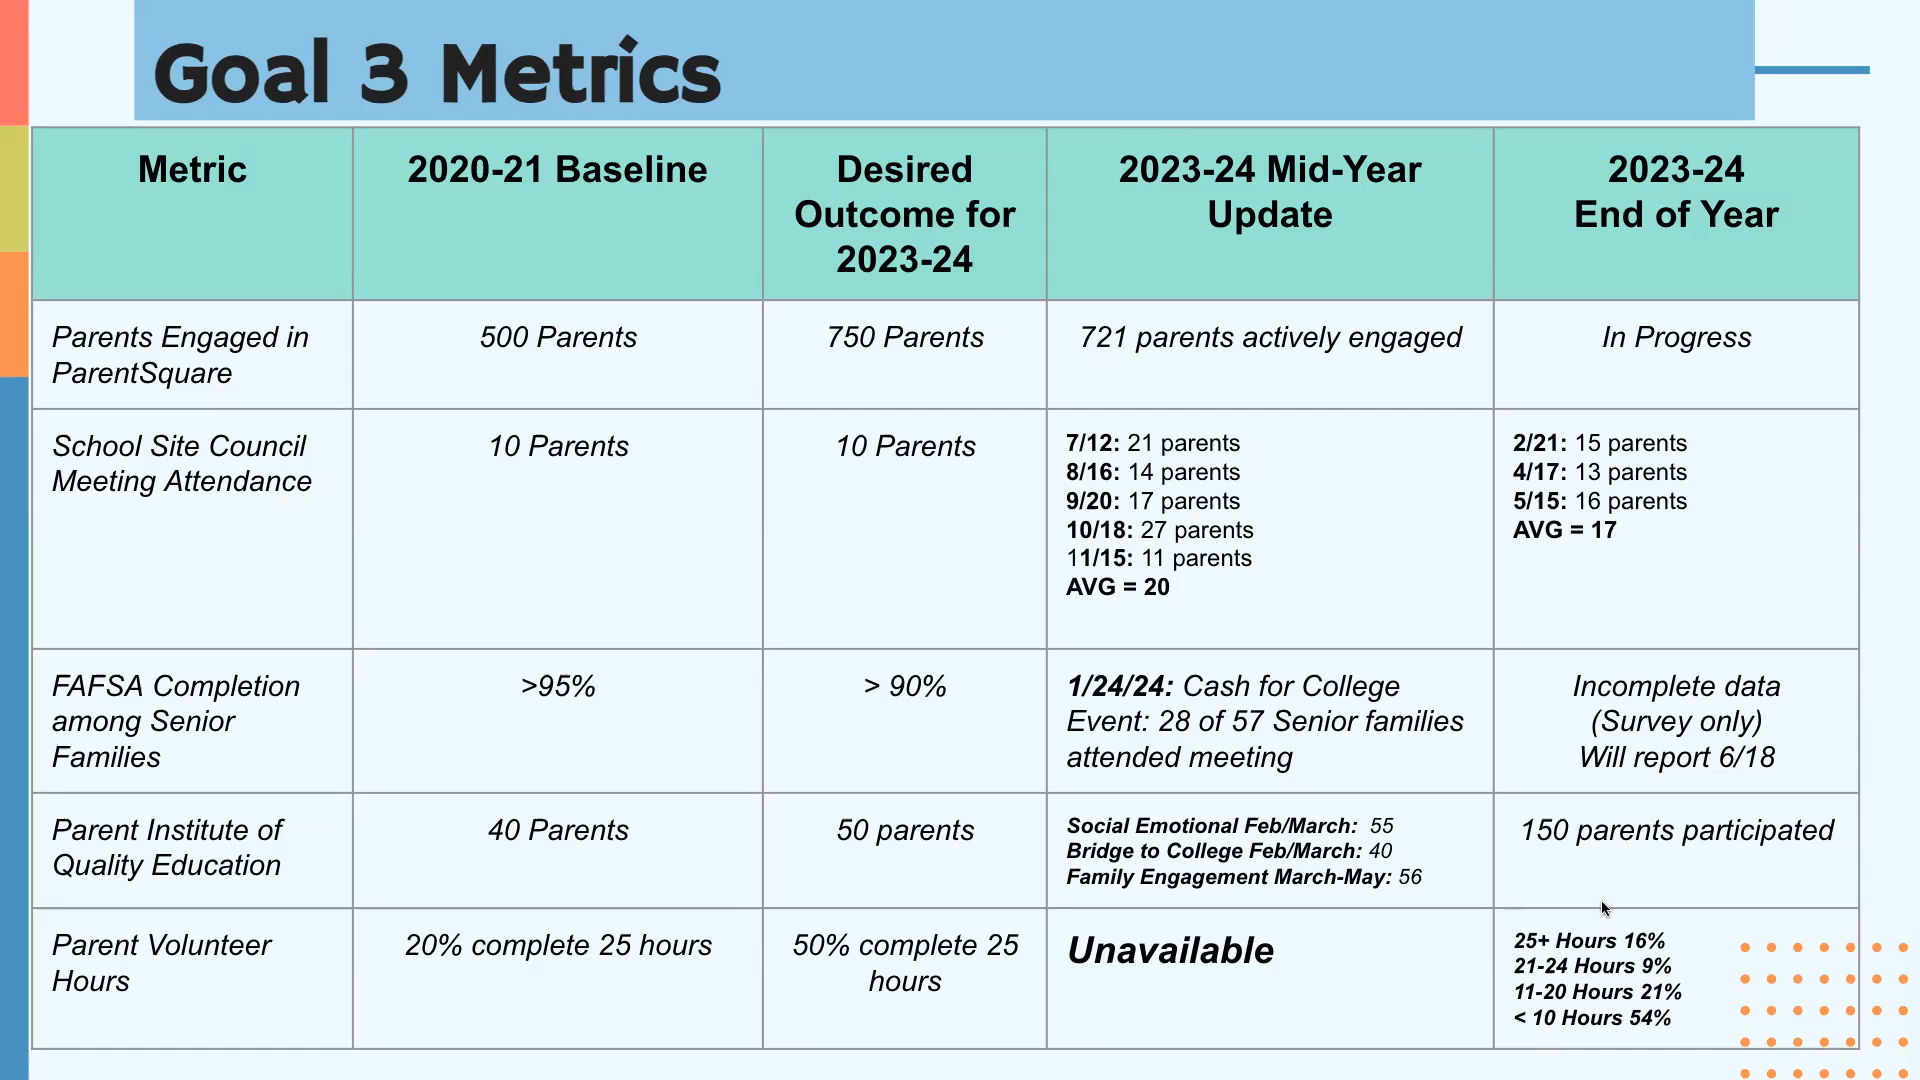 Goal 3 Metrics
Metric
2020-21 Baseline
Desired
Outcome for
2023-24
2023-24 Mid-Year
Update
2023-24
End of Year
Parents Engaged in
ParentSquare
500 Parents
750 Parents
721 parents actively engaged
In Progress
School Site Council
Meeting Attendance
10 Parents
10 Parents
7/12: 21 parents
8/16: 14 parents
9/20: 17 parents
10/18: 27 parents
11/15: 11 parents
AVG = 20
2/21: 15 parents
4/17: 13 parents
5/15: 16 parents
AVG = 17
FAFSA Completion
among Senior
Families
>95%
> 90%
1/24/24: Cash for College
Event: 28 of 57 Senior families
attended meeting
Incomplete data
(Survey only)
Will report 6/18
Parent Institute of
Quality Education
40 Parents
50 parents
Social Emotional Feb/March: 55
Bridge to College Feb/March: 40
Family Engagement March-May: 56
150 parents participated
Parent Volunteer
Hours
20% complete 25 hours
50% complete 25
hours
Unavailable
25+ Hours 16%
21-24 Hours 9%
11-20 Hours 21%
< 10 Hours 54%